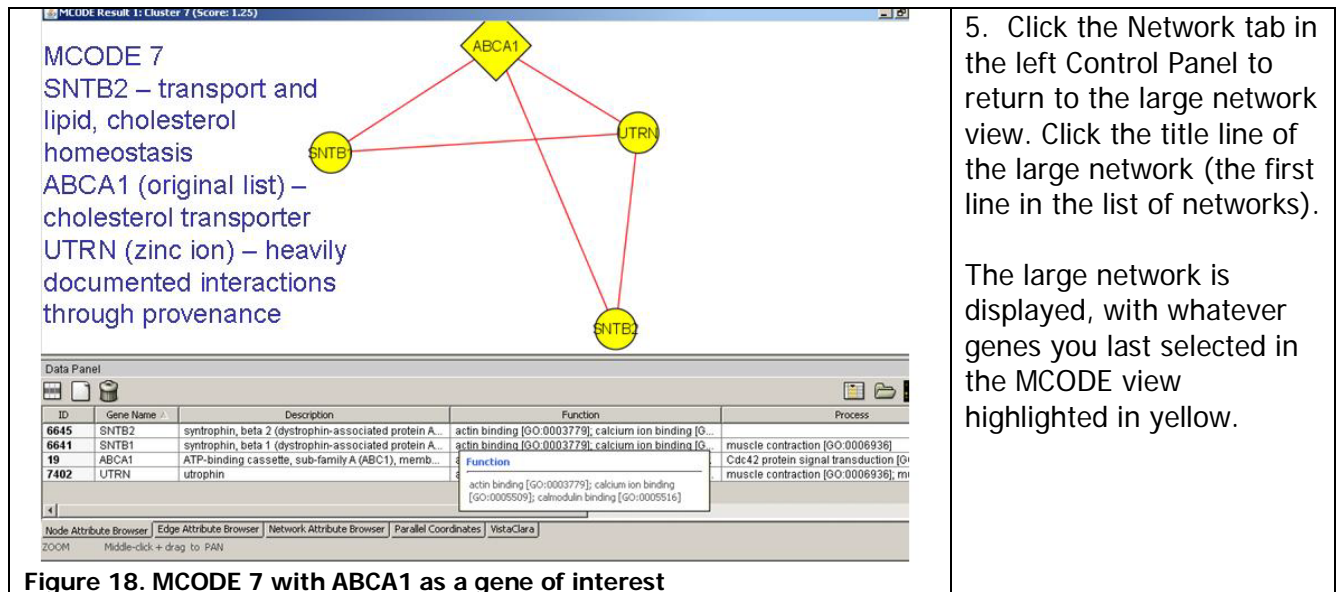 MCODE Result 1: Cluster 7 (Score: 1.25)
MCODE 7
SNTB2 – transport and
lipid, cholesterol
homeostasis
ABCA1 (original list) –
cholesterol transporter
UTRN (zinc ion) – heavily
documented interactions
through provenance
ABCA1
UTRN
SNTB1
SNTB2
Data Panel
ID Gene Name Description Function Process
6645 SNTB2 syntrophin, beta 2 (dystrophin-associated protein A... actin binding [GO:0003779]; calcium ion binding [G...
6641 SNTB1 syntrophin, beta 1 (dystrophin-associated protein A... actin binding [GO:0003779]; calcium ion binding [G... muscle contraction [GO:0006936]
19 ABCA1 ATP-binding cassette, sub-family A (ABC1), memb... Cdc42 protein signal transduction [G
7402 UTRN utrophin muscle contraction [GO:0006936]; m
Function
actin binding [GO:0003779]; calcium ion binding
[GO:0005509]; calmodulin binding [GO:0005516]
Node Attribute Browser Edge Attribute Browser Network Attribute Browser Parallel Coordinates VistaClara
ZOOM Middle-click + drag to PAN
Figure 18. MCODE 7 with ABCA1 as a gene of interest
5. Click the Network tab in
the left Control Panel to
return to the large network
view. Click the title line of
the large network (the first
line in the list of networks).
The large network is
displayed, with whatever
genes you last selected in
the MCODE view
highlighted in yellow.